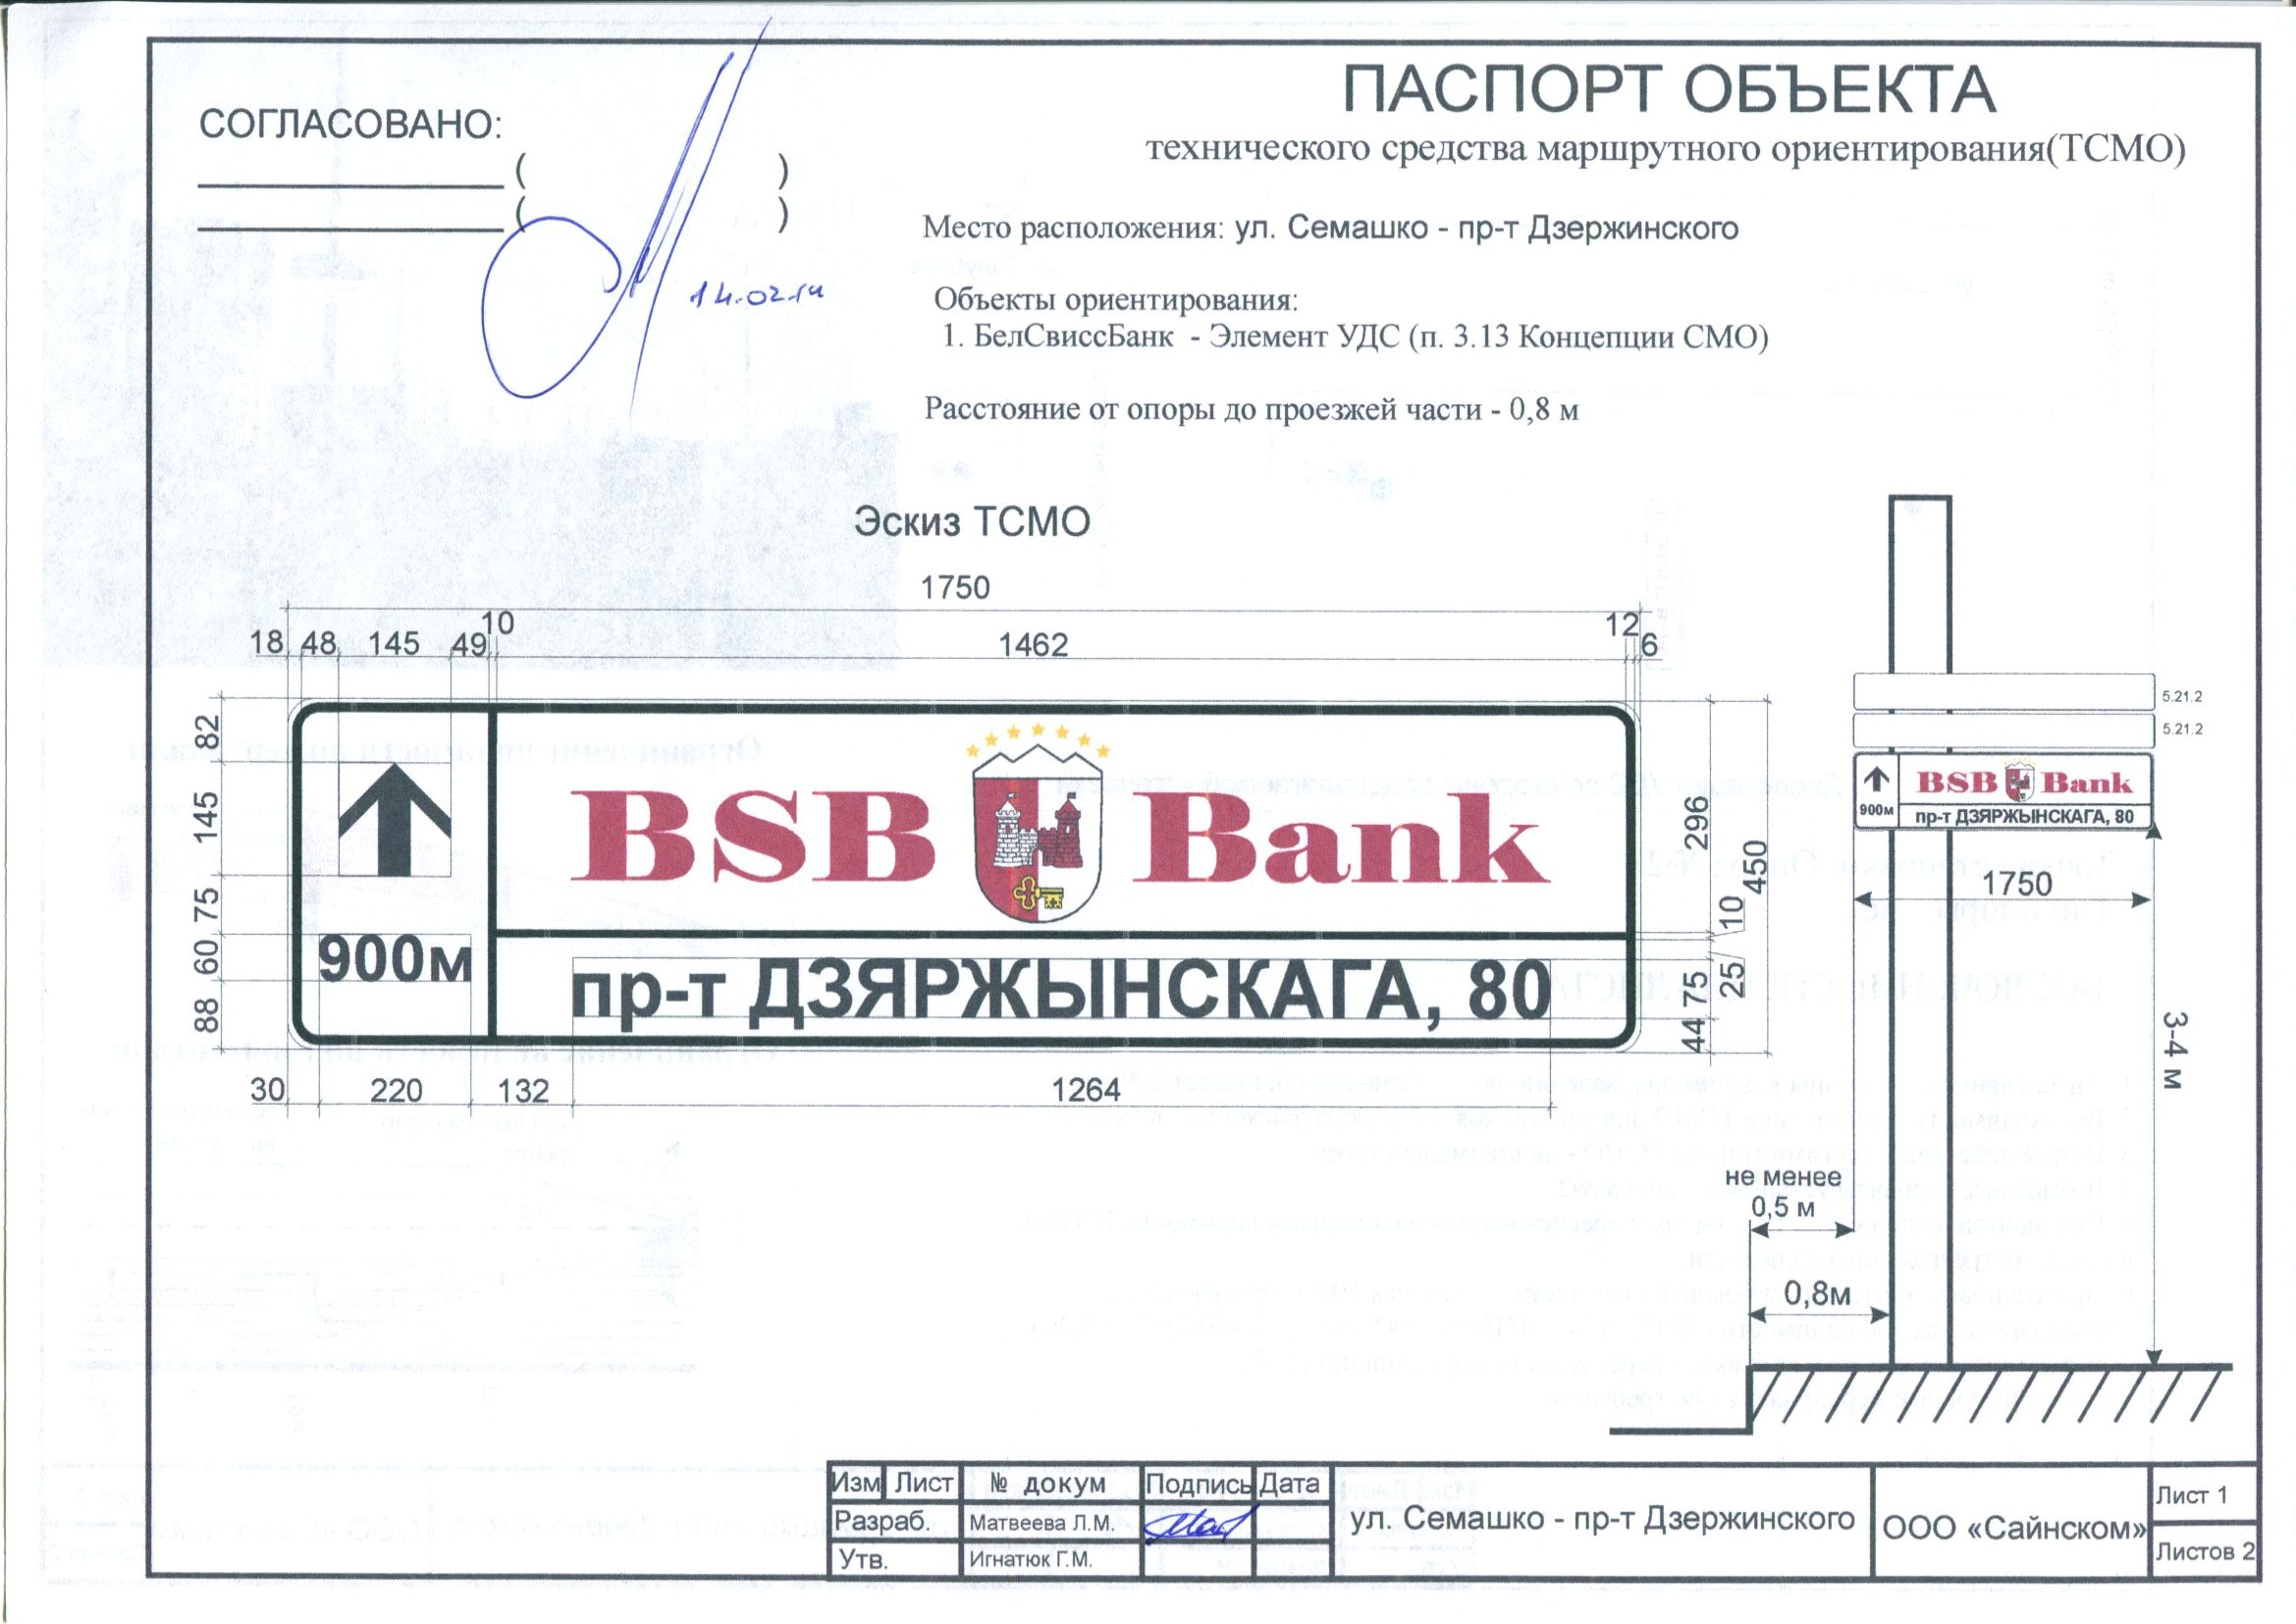 СОГЛАСОВАНО:
( )
( )
14.02.14
ПАСПОРТ ОБЪЕКТА
технического средства маршрутного ориентирования(ТСМО)
Место расположения: ул. Семашко - пр-т Дзержинского
Объекты ориентирования:
1. БелСвиссБанк - Элемент УДС (п. 3.13 Концепции СМО)
Расстояние от опоры до проезжей части - 0,8 м
Эскиз ТСМО
1750
18 48 145 49 10 1462 12 6
82
145
75
60
88
900м
BSB Bank
пр-т ДЗЯРЖЫНСКАГА, 80
296
450
10
25
75
44
30 220 132 1264
5.21.2
5.21.2
BSB Bank
900м
пр-т ДЗЯРЖЫНСКАГА, 80
1750
3-4 м
не менее
0,5 м
0,8м
Изм Лист № докум Подпись Дата
Разраб. Матвеева Л.М.
Утв. Игнатюк Г.М.
ул. Семашко - пр-т Дзержинского
ООО «Сайнском»
Лист 1
Листов 2